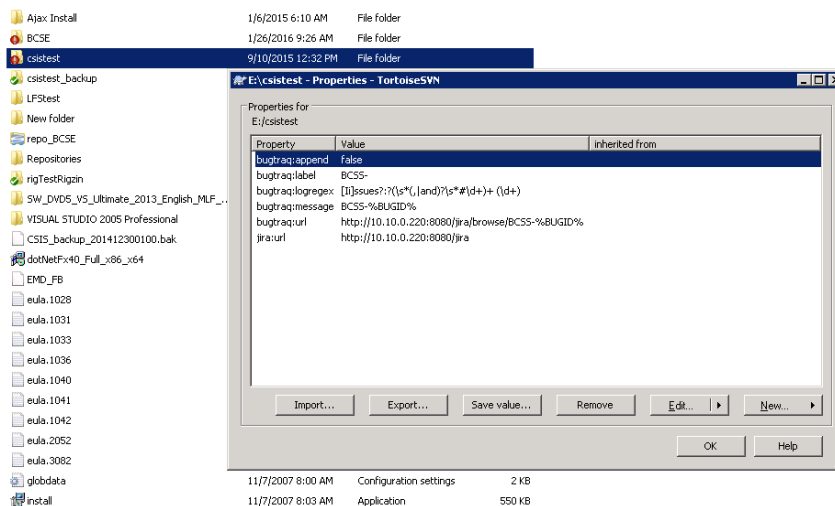 Ajax Install 1/6/2015 6:10 AM File folder
BCSE 1/26/2016 9:26 AM File folder
csistest 9/10/2015 12:32 PM File folder
csistest_backup
LFStest
New folder
repo_BCSE
Repositories
rigTestRigzin
SW_DVD5_VS_Ultimate_2013_English_MLF_..
VISUAL STUDIO 2005 Professional
CSIS_backup_201412300100.bak
dotNetFx40_Full_x86_x64
EMD_FB
eula.1028
eula.1031
eula.1033
eula.1036
eula.1040
eula.1041
eula.1042
eula.2052
eula.3082
globdata 11/7/2007 8:00 AM Configuration settings 2 KB
install 11/7/2007 8:03 AM Application 550 KB
E:\csistest - Properties - TortoiseSVN
Properties for
E:/csistest
Property Value inherited from
bugtraq:append false
bugtraq:label BCSS-
bugtraq:logregex [Ii]ssues?:?(\s*(,|and)?\s*#\d+)+ (\d+)
bugtraq:message BCSS-%BUGID%
bugtraq:url http://10.10.0.220:8080/jira/browse/BCSS-%BUGID%
jira:url http://10.10.0.220:8080/jira
Import... Export... Save value... Remove Edit... New...
OK Help